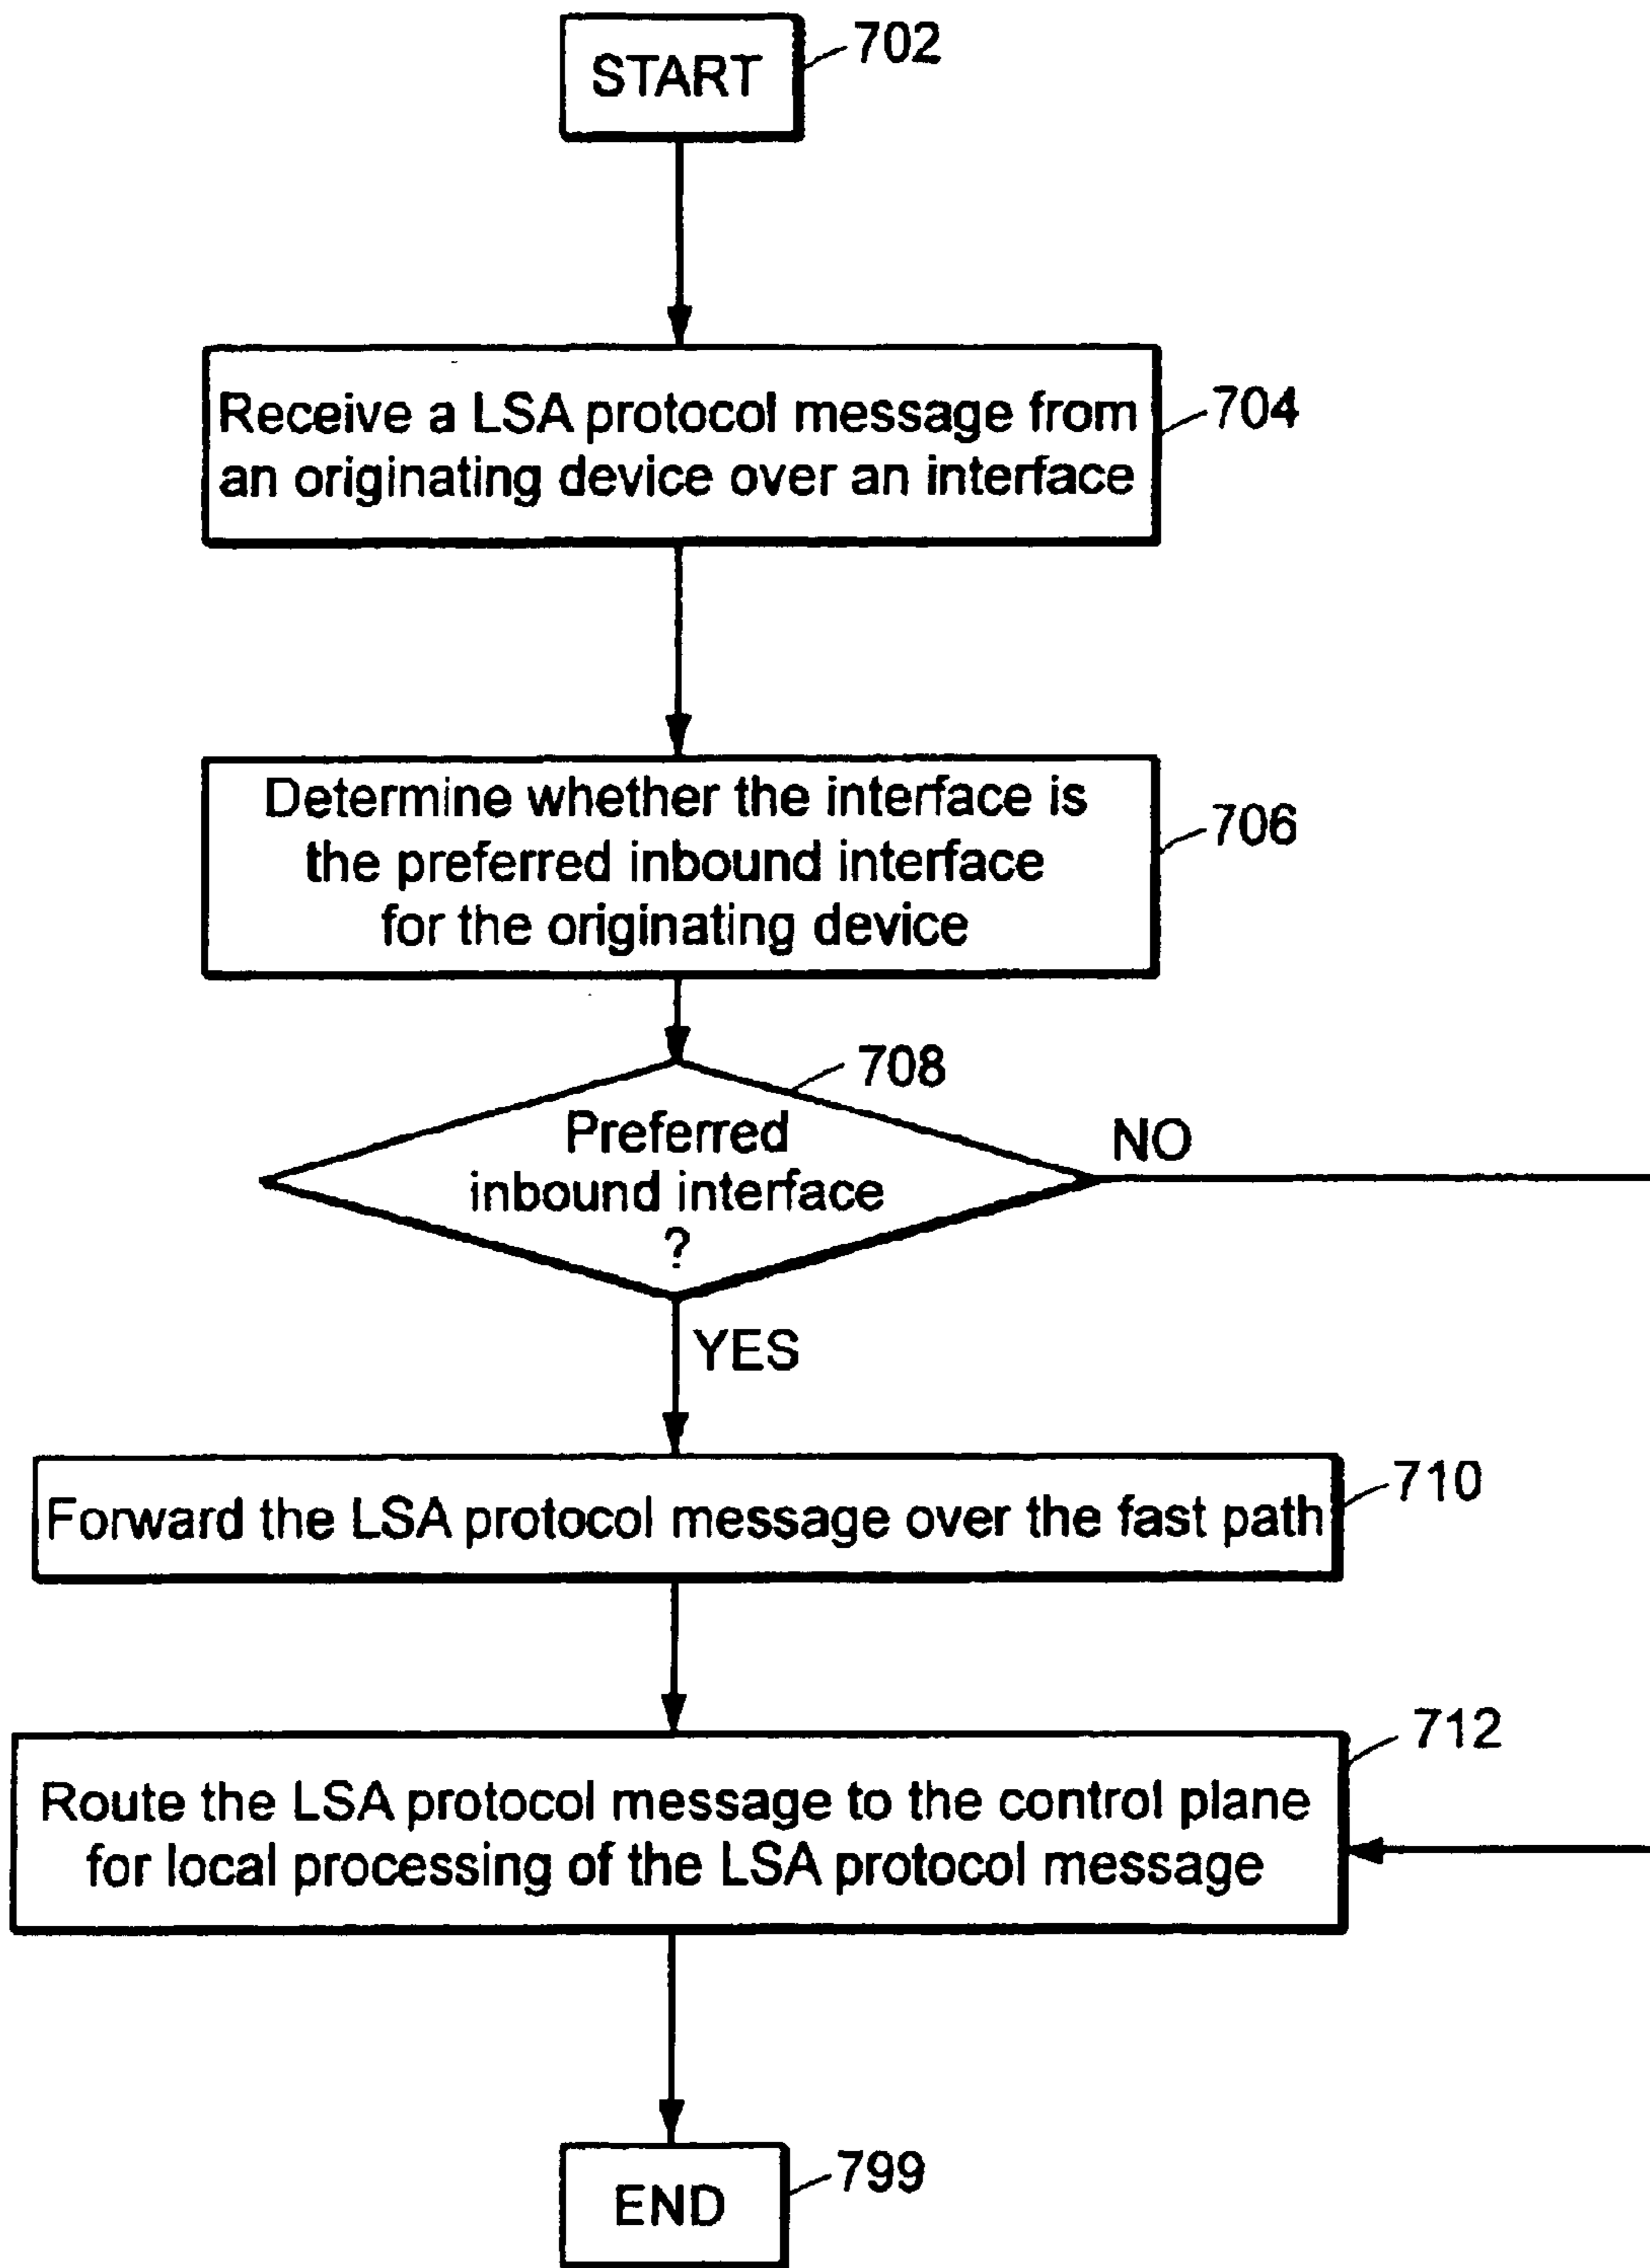 START
702
Receive a LSA protocol message from
an originating device over an interface
704
Determine whether the interface is
the preferred inbound interface
for the originating device
706
708
Preferred
inbound interface
?
NO
YES
Forward the LSA protocol message over the fast path
710
712
Route the LSA protocol message to the control plane
for local processing of the LSA protocol message
END
799